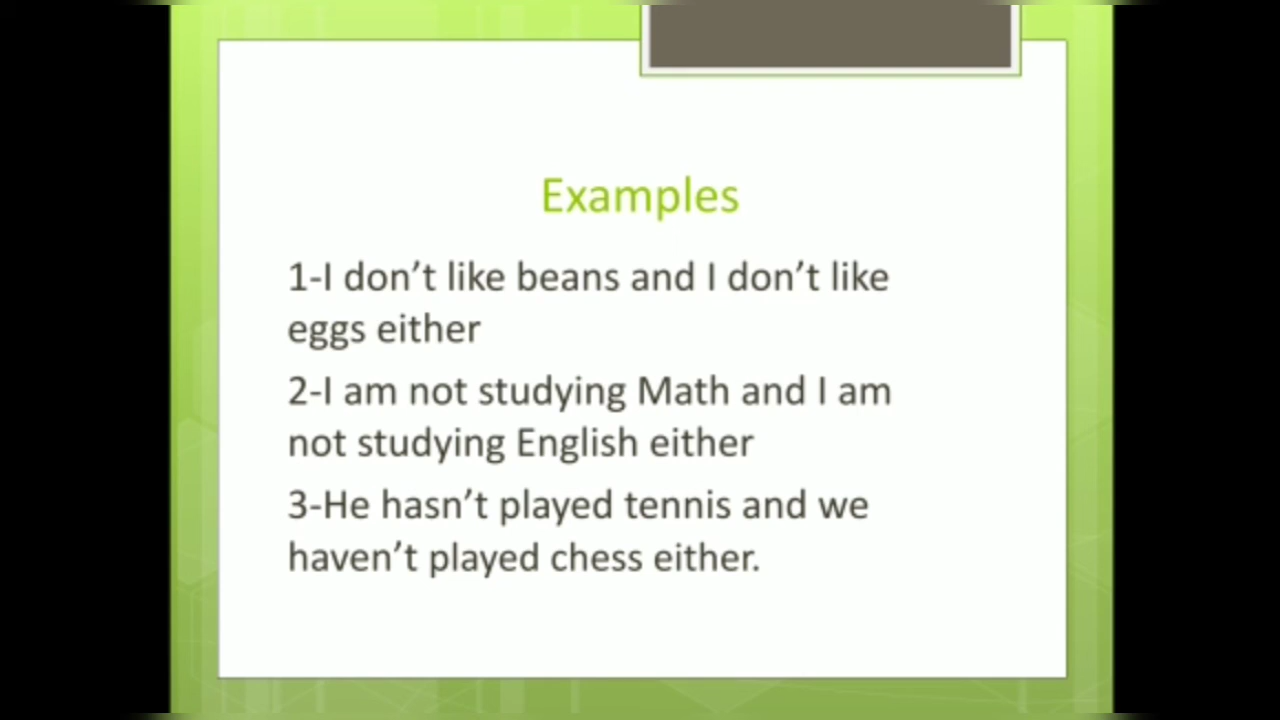 Examples
1-I don’t like beans and I don’t like
eggs either
2-I am not studying Math and I am
not studying English either
3-He hasn’t played tennis and we
haven’t played chess either.